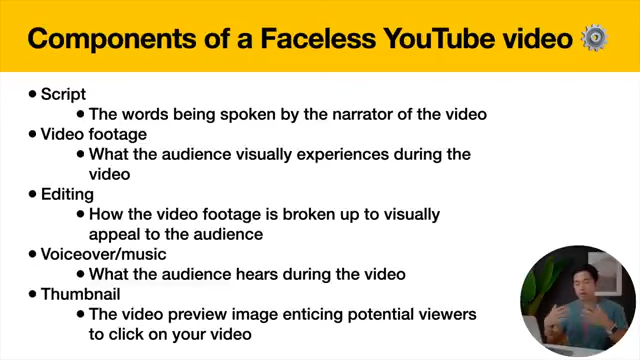 Components of a Faceless YouTube video
• Script
• The words being spoken by the narrator of the video
• Video footage
• What the audience visually experiences during the
video
• Editing
• How the video footage is broken up to visually
appeal to the audience
• Voiceover/music
• What the audience hears during the video
• Thumbnail
• The video preview image enticing potential viewers
to click on your video